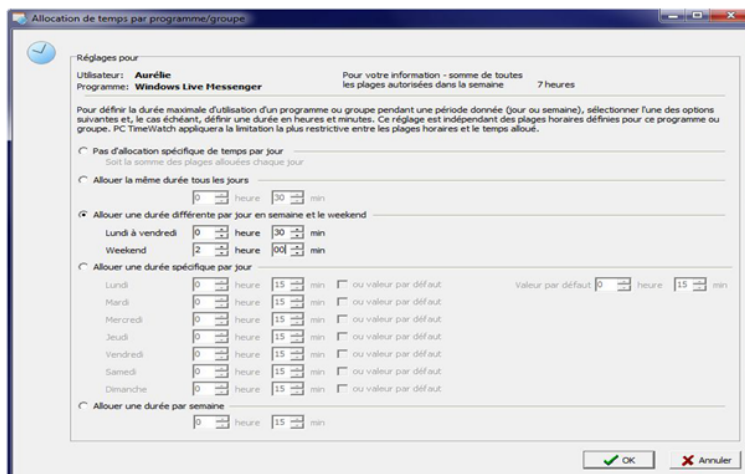 Allocation de temps par programme/groupe
Réglages pour
Utilisateur: Aurélie
Programme: Windows Live Messenger
Pour votre information - somme de toutes
les plages autorisées dans la semaine 7 heures
Pour définir la durée maximale d'utilisation d'un programme ou groupe pendant une période donnée (jour ou semaine), sélectionner l'une des options
suivantes et, le cas échéant, définir une durée en heures et minutes. Ce réglage est indépendant des plages horaires définies pour ce programme ou
groupe. PC TimeWatch appliquera la limitation la plus restrictive entre les plages horaires et le temps alloué.
Pas d'allocation spécifique de temps par jour
Soit la somme des plages allouées chaque jour
Allouer la même durée tous les jours
0 heure 30 min
Allouer une durée différente par jour en semaine et le weekend
Lundi à vendredi 0 heure 30 min
Weekend 2 heure 00 min
Allouer une durée spécifique par jour
Lundi 0 heure 15 min ou valeur par défaut Valeur par défaut 0 heure 15 min
Mardi 0 heure 15 min ou valeur par défaut
Mercredi 0 heure 15 min ou valeur par défaut
Jeudi 0 heure 15 min ou valeur par défaut
Vendredi 0 heure 15 min ou valeur par défaut
Samedi 0 heure 15 min ou valeur par défaut
Dimanche 0 heure 15 min ou valeur par défaut
Allouer une durée par semaine
0 heure 15 min
OK Annuler